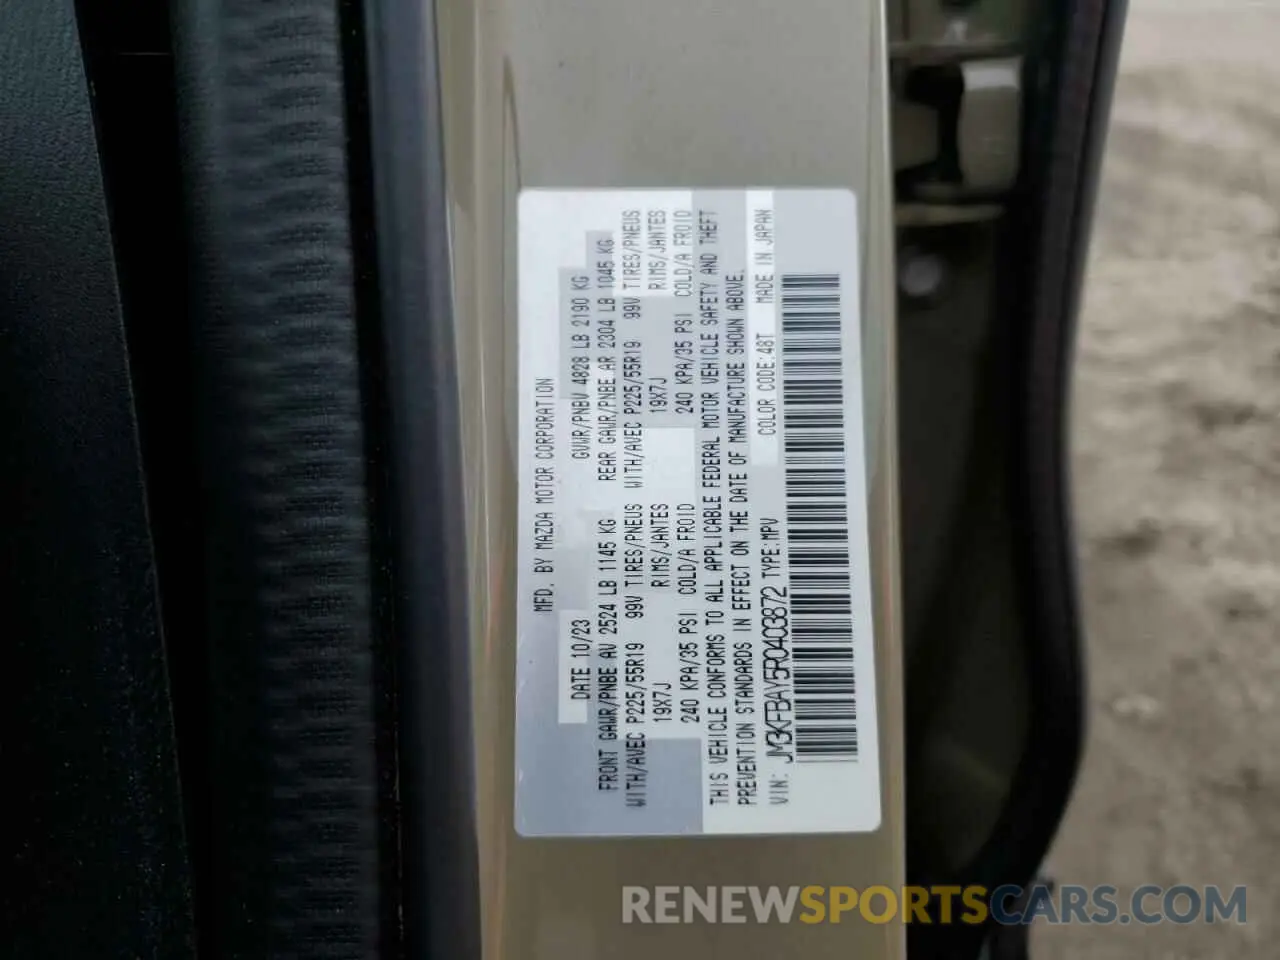 MFD. BY MAZDA MOTOR CORPORATION
DATE 10/23 GVWR/PNBV 4828 LB 2190 KG
FRONT GAWR/PNBE AV 2524 LB 1145 KG REAR GAWR/PNBE AR 2304 LB 1045 KG
WITH/AVEC P225/55R19 99V TIRES/PNEUS WITH/AVEC P225/55R19 99V TIRES/PNEUS
19X7J RIMS/JANTES 19X7J RIMS/JANTES
240 KPA/35 PSI COLD/A FROID 240 KPA/35 PSI COLD/A FROID
THIS VEHICLE CONFORMS TO ALL APPLICABLE FEDERAL MOTOR VEHICLE SAFETY AND THEFT
PREVENTION STANDARDS IN EFFECT ON THE DATE OF MANUFACTURE SHOWN ABOVE.
VIN: JM3KFBAY5R0403872 TYPE:MPV COLOR CODE:48T MADE IN JAPAN
RENEWSPORTSCARS.COM